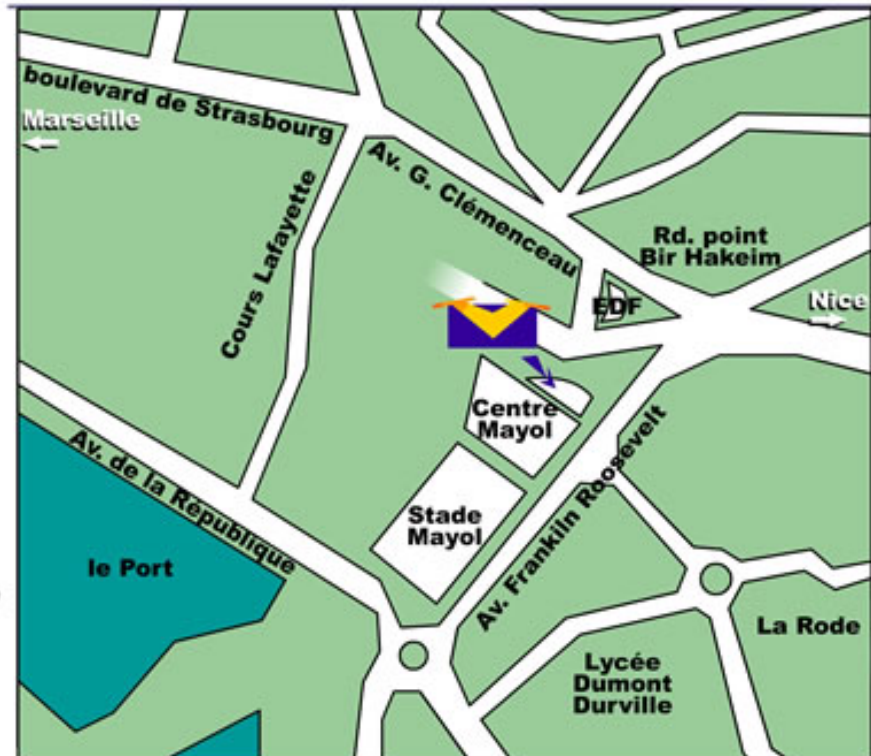 boulevard de Strasbourg
Marseille
Av. G. Clémenceau
Cours Lafayette
Rd. point
Bir Hakeim
EDF
Nice
Centre
Mayol
Av. de la République
Stade
Mayol
Av. Frankiln Roosevelt
le Port
La Rode
Lycée
Dumont
Durville